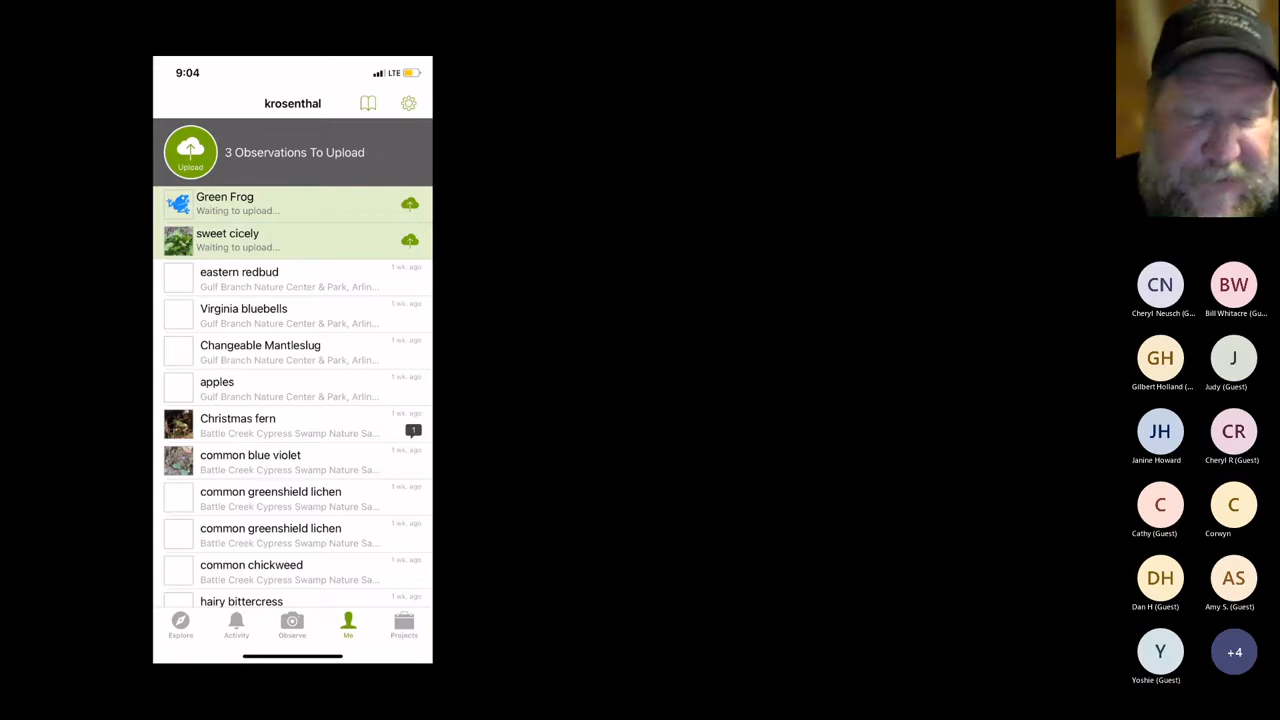 9:04
LTE
krosenthal
Upload
3 Observations To Upload
Green Frog
Waiting to upload...
sweet cicely
Waiting to upload...
eastern redbud
1 wk. ago
Gulf Branch Nature Center & Park, Arlin...
Virginia bluebells
1 wk. ago
Gulf Branch Nature Center & Park, Arlin...
Changeable Mantleslug
1 wk. ago
Gulf Branch Nature Center & Park, Arlin...
apples
1 wk. ago
Gulf Branch Nature Center & Park, Arlin...
Christmas fern
1 wk. ago
Battle Creek Cypress Swamp Nature Sa...
1
common blue violet
1 wk. ago
Battle Creek Cypress Swamp Nature Sa...
common greenshield lichen
1 wk. ago
Battle Creek Cypress Swamp Nature Sa...
common greenshield lichen
1 wk. ago
Battle Creek Cypress Swamp Nature Sa...
common chickweed
1 wk. ago
Battle Creek Cypress Swamp Nature Sa...
hairy bittercress
1 wk. ago
Explore
Activity
Observe
Me
Projects
CN
Cheryl Neusch (G...
BW
Bill Whitacre (Gu...
GH
Gilbert Holland (...
J
Judy (Guest)
JH
Janine Howard
CR
Cheryl R (Guest)
C
Cathy (Guest)
C
Corwyn
DH
Dan H (Guest)
AS
Amy S. (Guest)
Y
Yoshie (Guest)
+4